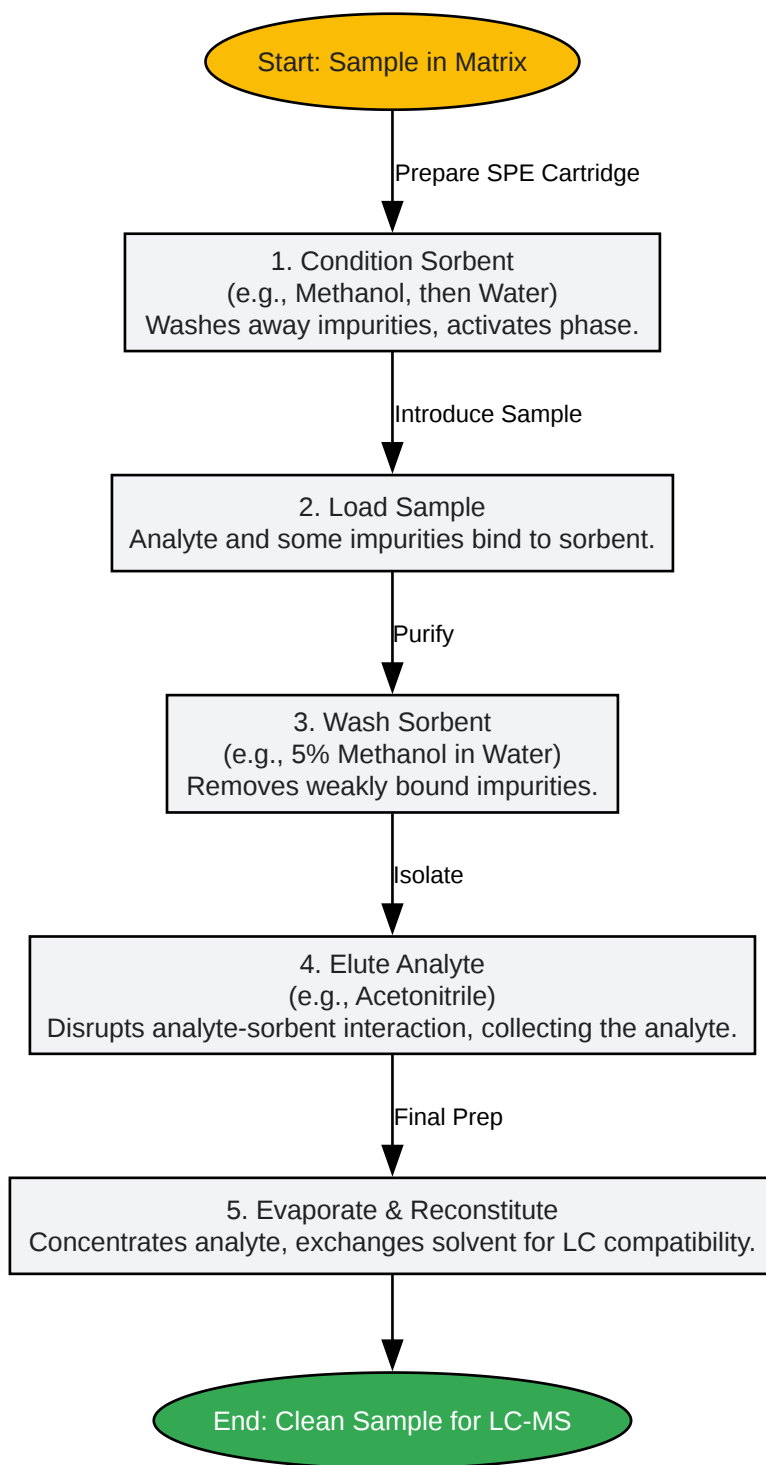 Start: Sample in Matrix
Prepare SPE Cartridge
1. Condition Sorbent
(e.g., Methanol, then Water)
Washes away impurities, activates phase.
Introduce Sample
2. Load Sample
Analyte and some impurities bind to sorbent.
Purify
3. Wash Sorbent
(e.g., 5% Methanol in Water)
Removes weakly bound impurities.
Isolate
4. Elute Analyte
(e.g., Acetonitrile)
Disrupts analyte-sorbent interaction, collecting the analyte.
Final Prep
5. Evaporate & Reconstitute
Concentrates analyte, exchanges solvent for LC compatibility.
End: Clean Sample for LC-MS